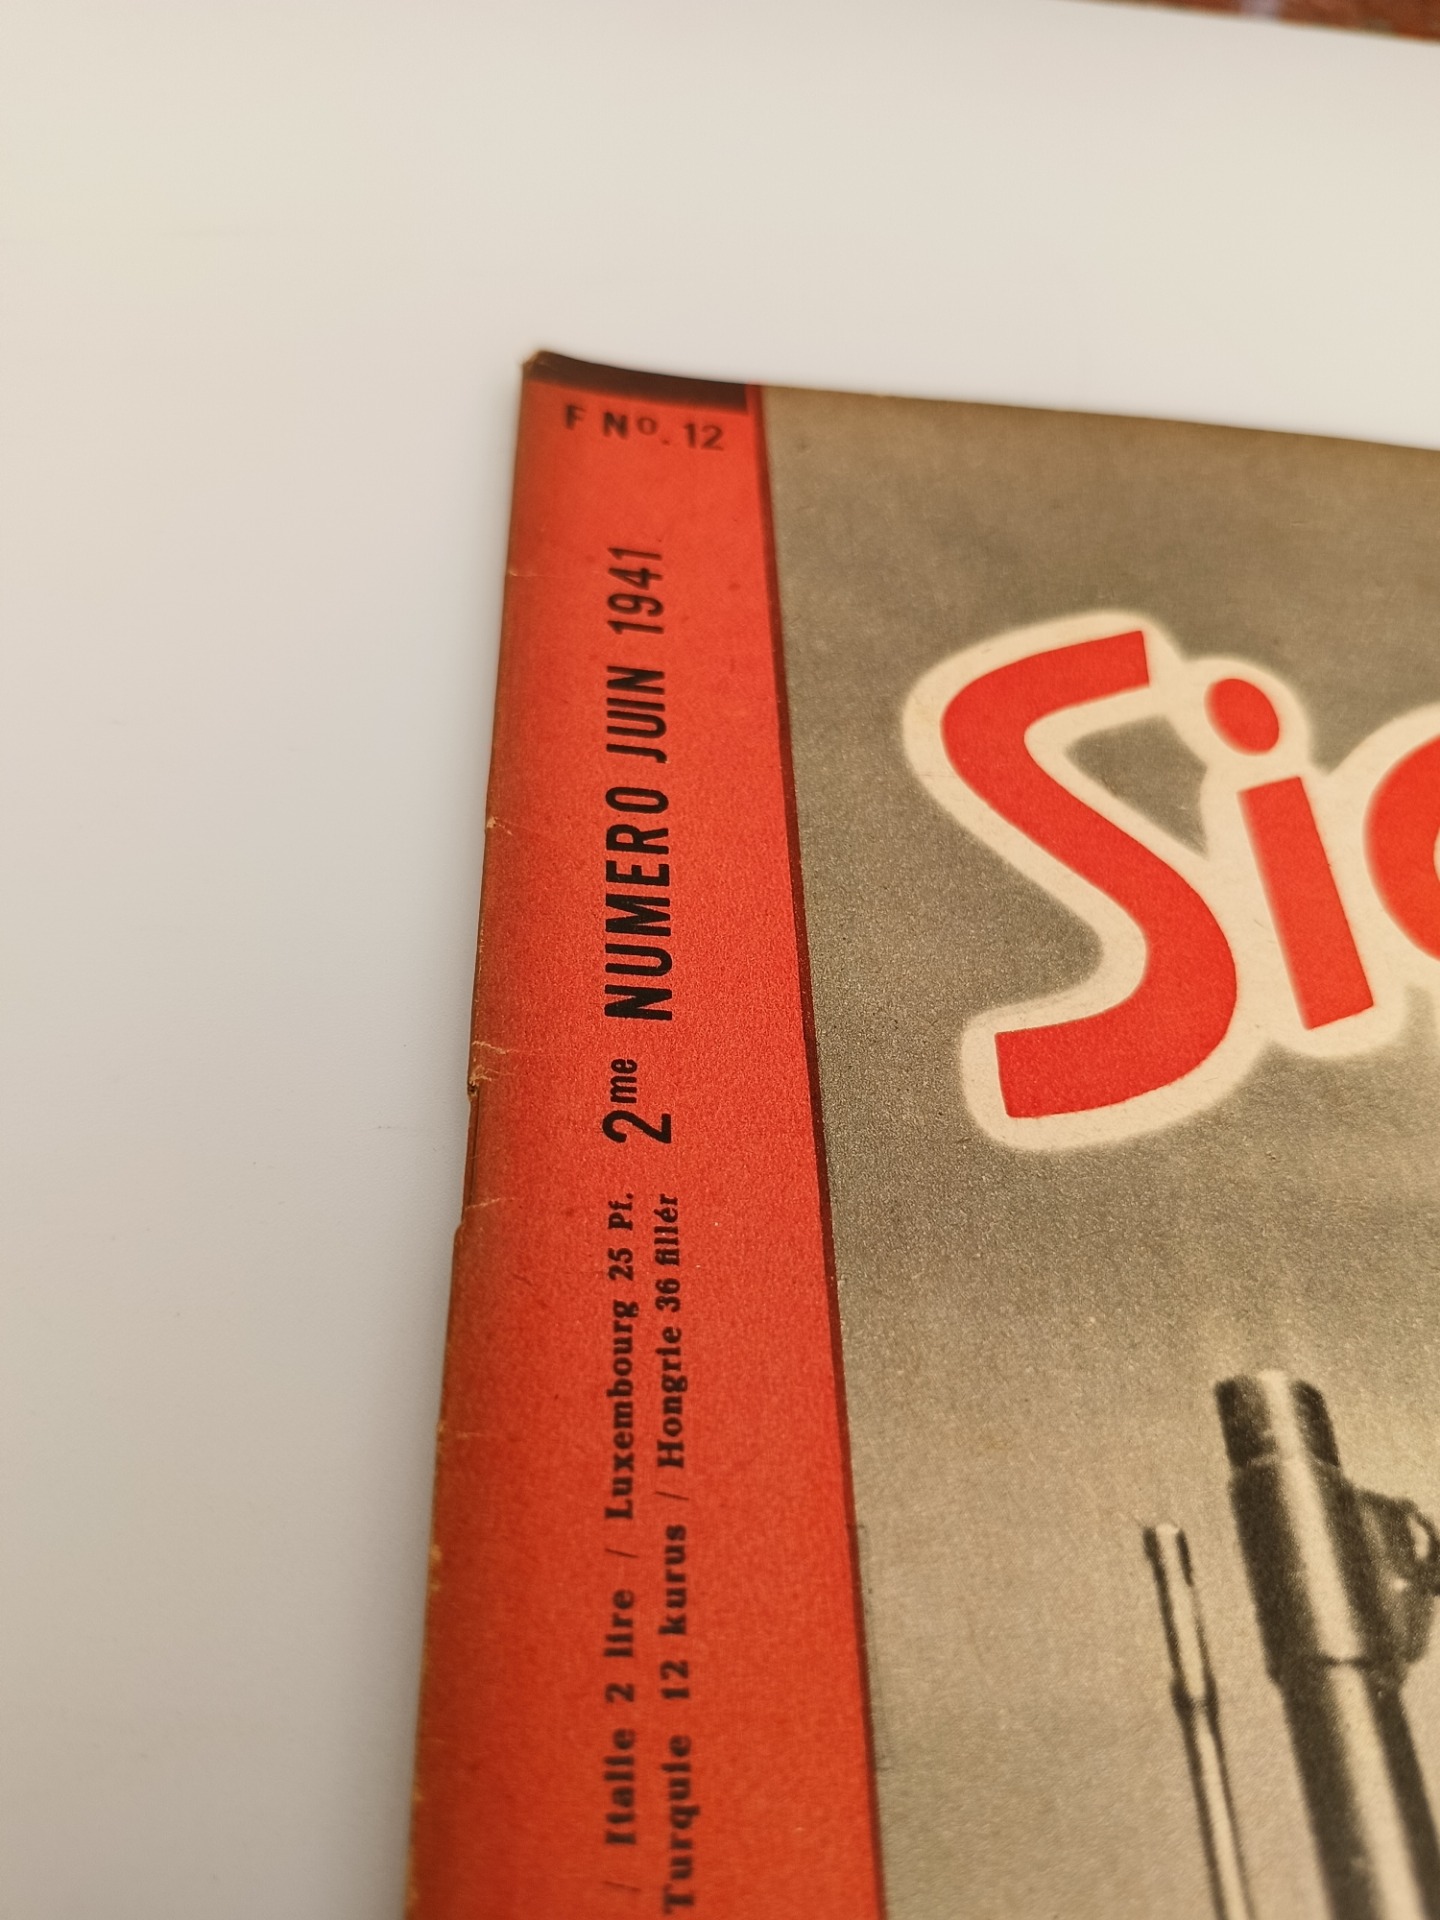 F Nº. 12
2me NUMERO JUIN 1941
/ Italie 2 lire / Luxembourg 25 Pf.
Turquie 12 kurus / Hongrie 36 fillér
Si